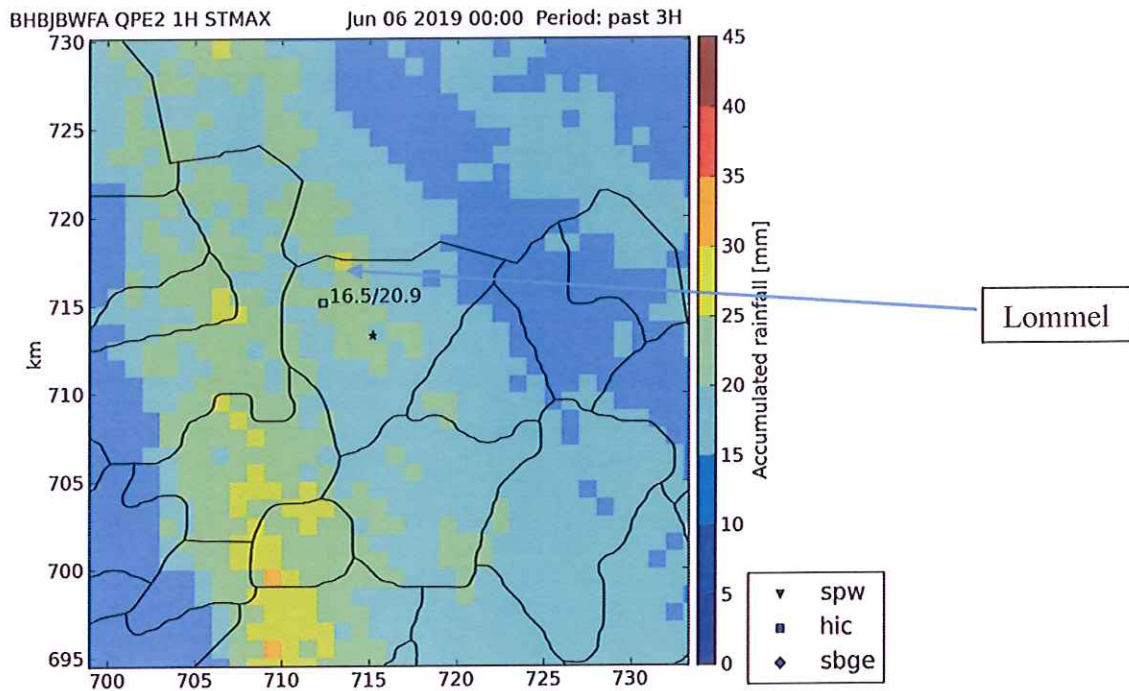 BHBJBWFA QPE2 1H STMAX Jun 06 2019 00:00 Period: past 3H
730
725
720
715
710
705
700
695
km
700 705 710 715 720 725 730
16.5/20.9
45
40
35
30
25
20
15
10
5
0
Accumulated rainfall [mm]
Lommel
spw
hic
sbge